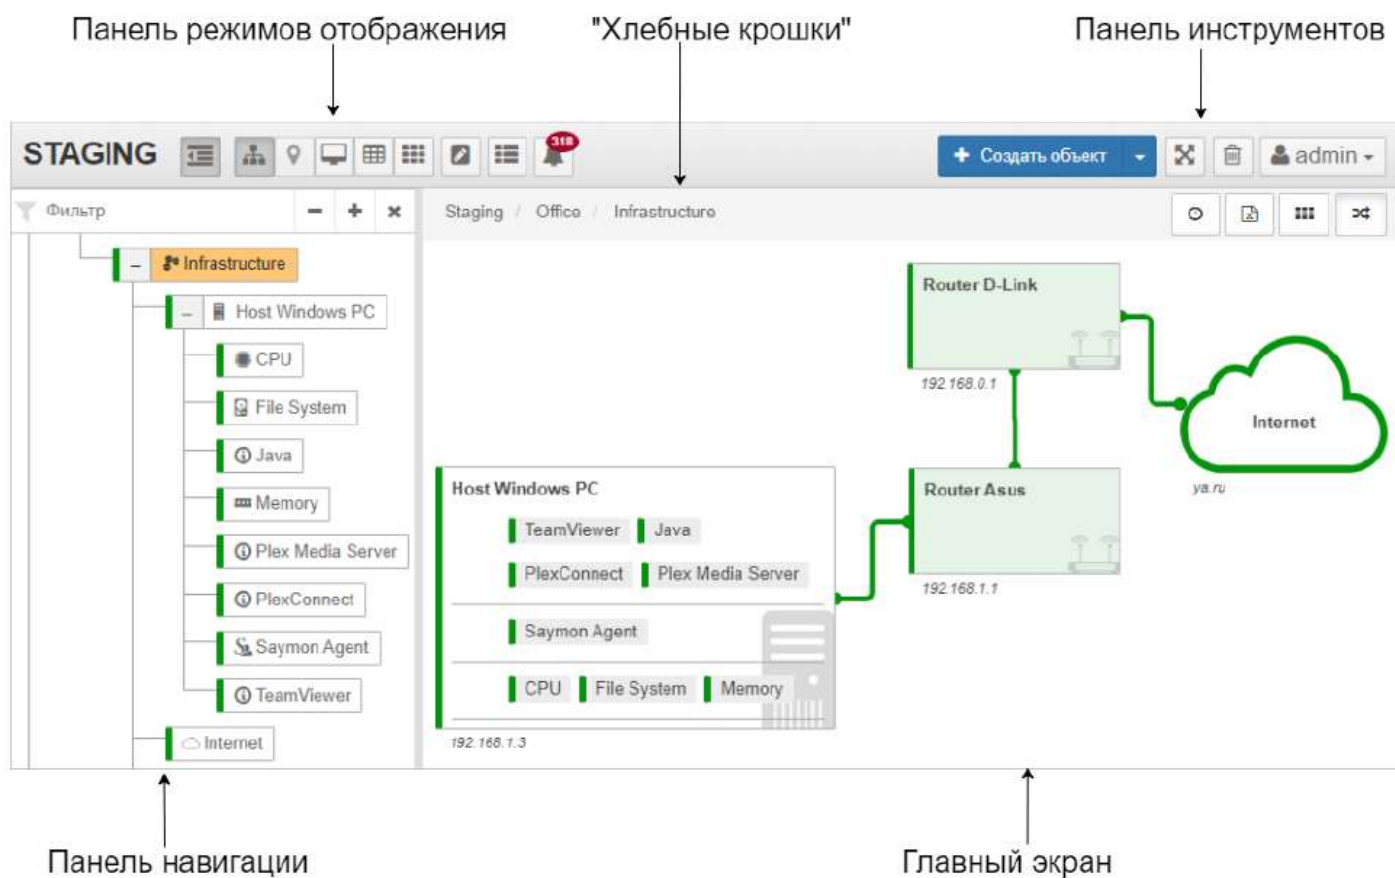 Панель режимов отображения "Хлебные крошки" Панель инструментов
STAGING 318 + Создать объект admin
Фильтр
Staging / Office / Infrastructure
Infrastructure
Host Windows PC
CPU
File System
Java
Memory
Plex Media Server
PlexConnect
Saymon Agent
TeamViewer
Internet
Router D-Link
192.168.0.1
Internet
ya.ru
Host Windows PC
TeamViewer Java
PlexConnect Plex Media Server
Saymon Agent
CPU File System Memory
192.168.1.3
Router Asus
192.168.1.1
Панель навигации Главный экран